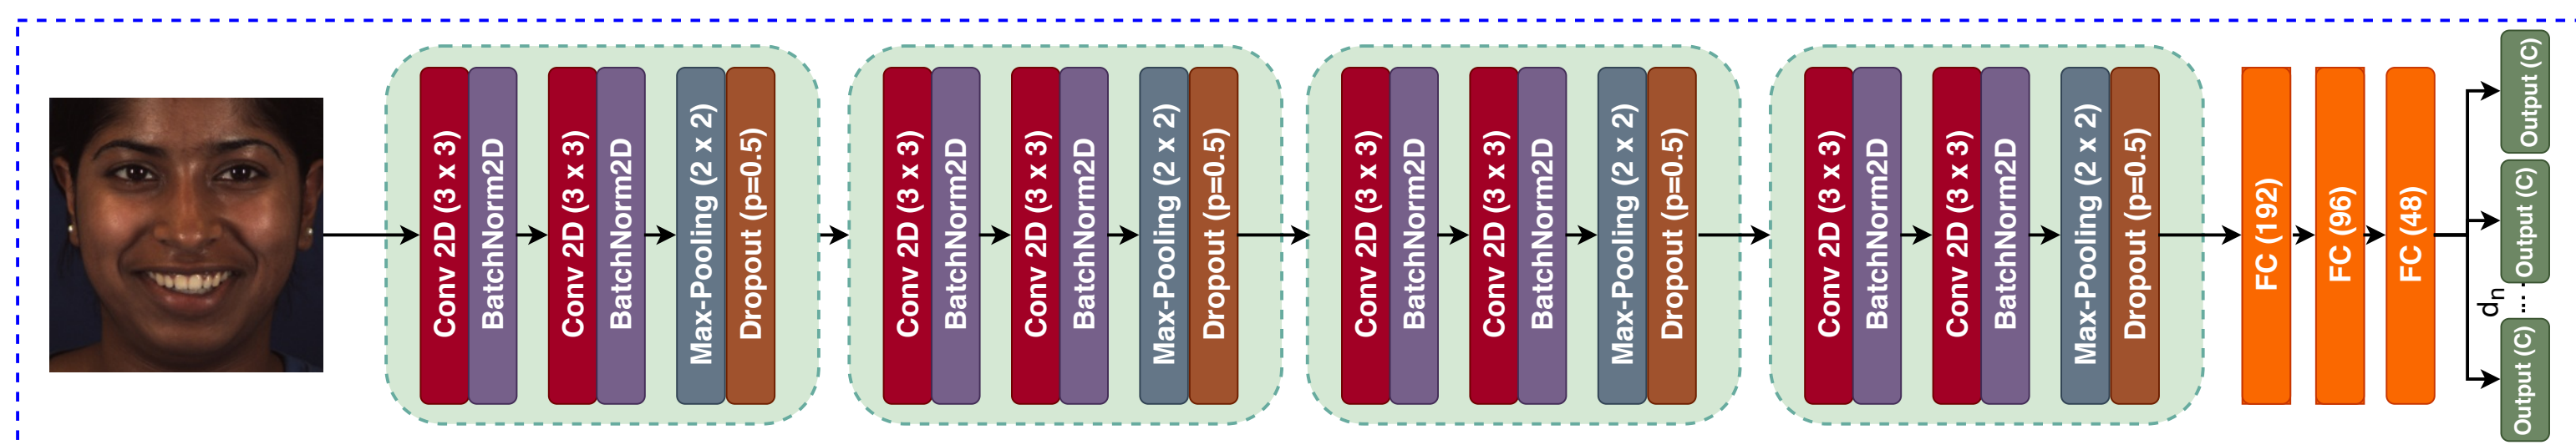 Conv 2D (3 x 3)
BatchNorm2D
Conv 2D (3 x 3)
BatchNorm2D
Max-Pooling (2 x 2)
Dropout (p=0.5)
Conv 2D (3 x 3)
BatchNorm2D
Conv 2D (3 x 3)
BatchNorm2D
Max-Pooling (2 x 2)
Dropout (p=0.5)
Conv 2D (3 x 3)
BatchNorm2D
Conv 2D (3 x 3)
BatchNorm2D
Max-Pooling (2 x 2)
Dropout (p=0.5)
Conv 2D (3 x 3)
BatchNorm2D
Conv 2D (3 x 3)
BatchNorm2D
Max-Pooling (2 x 2)
Dropout (p=0.5)
FC (192)
FC (96)
FC (48)
Output (C)
Output (C)
dn ...
Output (C)